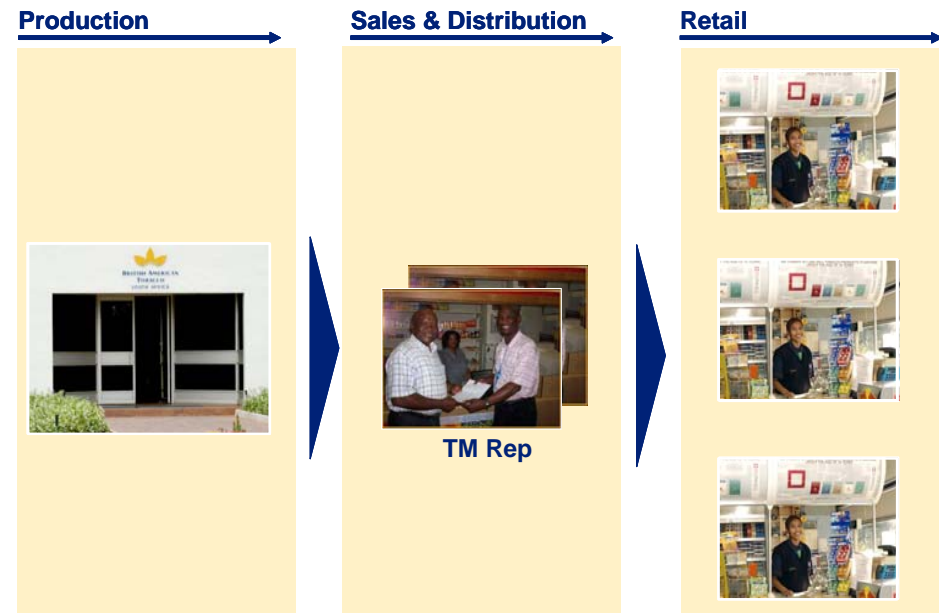 Production
Sales & Distribution
Retail
BRITISH AMERICAN
TOBACCO
TM Rep